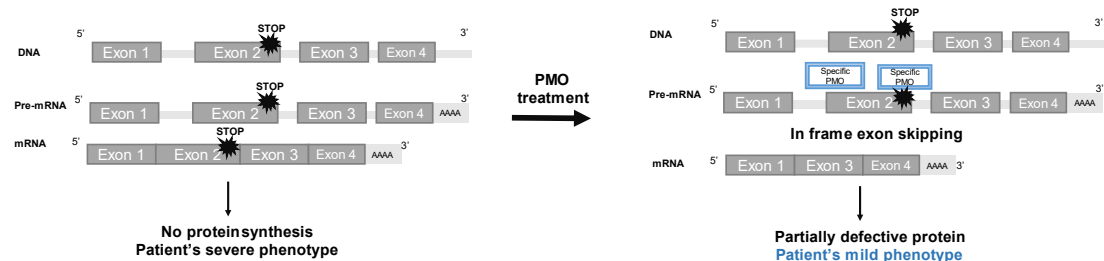 STOP
5' 3'
DNA Exon 1 Exon 2 Exon 3 Exon 4
STOP
5' 3'
Pre-mRNA Exon 1 Exon 2 Exon 3 Exon 4 AAAA
STOP
5' 3'
mRNA Exon 1 Exon 2 Exon 3 Exon 4 AAAA
No protein synthesis
Patient's severe phenotype
PMO
treatment
STOP
5' 3'
DNA Exon 1 Exon 2 Exon 3 Exon 4
Specific
PMO
Specific
PMO
5' 3'
Pre-mRNA Exon 1 Exon 2 Exon 3 Exon 4 AAAA
In frame exon skipping
mRNA 5' Exon 1 Exon 3 Exon 4 AAAA 3'
Partially defective protein
Patient's mild phenotype